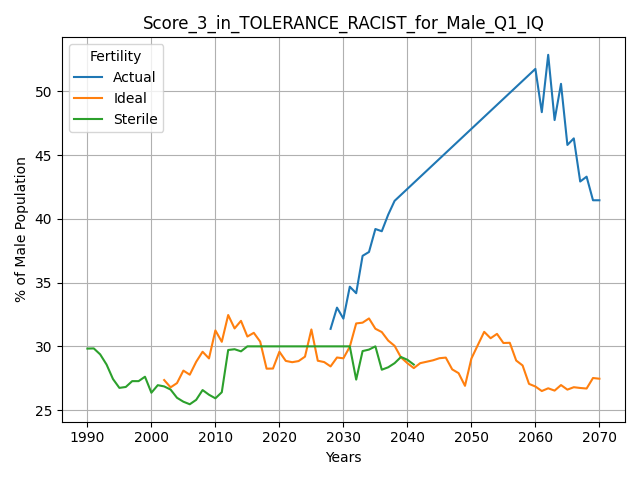 Score_3_in_TOLERANCE_RACIST_for_Male_Q1_IQ
Fertility
Actual
Ideal
Sterile
% of Male Population
50
45
40
35
30
25
1990 2000 2010 2020 2030 2040 2050 2060 2070
Years